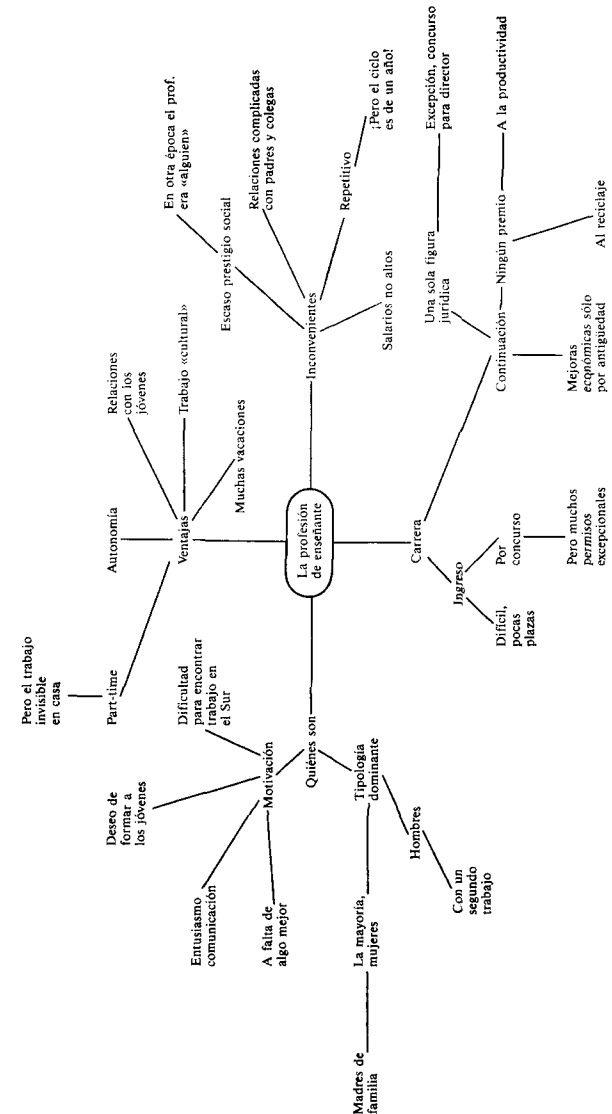 Pero el trabajo
invisible
en casa
Part-time
Autonomía
Relaciones
con los
jóvenes
Ventajas
Trabajo «cultural»
Muchas vacaciones
En otra época el prof.
era «alguien»
Escaso prestigio social
Relaciones complicadas
con padres y colegas
Inconvenientes
Repetitivo
¡Pero el ciclo
es de un año!
Salarios no altos
La profesión
de enseñante
Deseo de
formar a
los jóvenes
Dificultad
para encontrar
trabajo en
el Sur
Entusiasmo
comunicación
Motivación
A falta de
algo mejor
Quiénes son
Tipología
dominante
La mayoría,
mujeres
Madres de
familia
Hombres
Con un
segundo
trabajo
Carrera
Ingreso
Difícil,
pocas
plazas
Por
concurso
Pero muchos
permisos
excepcionales
Continuación
Una sola figura
jurídica
Excepción, concurso
para director
Ningún premio
A la productividad
Al reciclaje
Mejoras
económicas sólo
por antigüedad